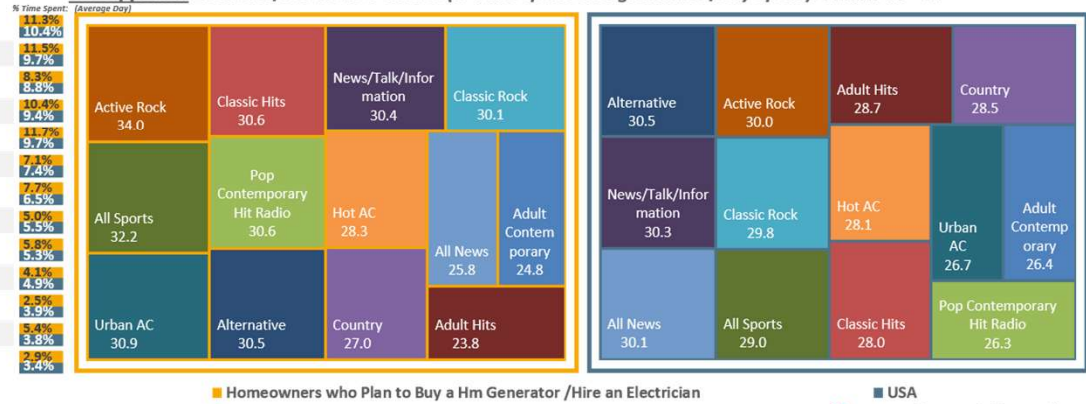 % Time Spent: (Average Day)
11.3%
10.4%
11.5%
9.7%
8.3%
8.8%
10.4%
9.4%
11.7%
9.7%
7.1%
7.4%
7.7%
6.5%
5.0%
5.5%
5.8%
5.3%
4.1%
4.9%
2.5%
3.9%
5.4%
3.8%
2.9%
3.4%
Active Rock
34.0
Classic Hits
30.6
News/Talk/Infor
mation
30.4
Classic Rock
30.1
All Sports
32.2
Pop
Contemporary
Hit Radio
30.6
Hot AC
28.3
All News
25.8
Adult
Contem
porary
24.8
Urban AC
30.9
Alternative
30.5
Country
27.0
Adult Hits
23.8
Alternative
30.5
Active Rock
30.0
Adult Hits
28.7
Country
28.5
News/Talk/Infor
mation
30.3
Classic Rock
29.8
Hot AC
28.1
Urban
AC
26.7
Adult
Contemp
orary
26.4
All News
30.1
All Sports
29.0
Classic Hits
28.0
Pop Contemporary
Hit Radio
26.3
Homeowners who Plan to Buy a Hm Generator /Hire an Electrician
USA